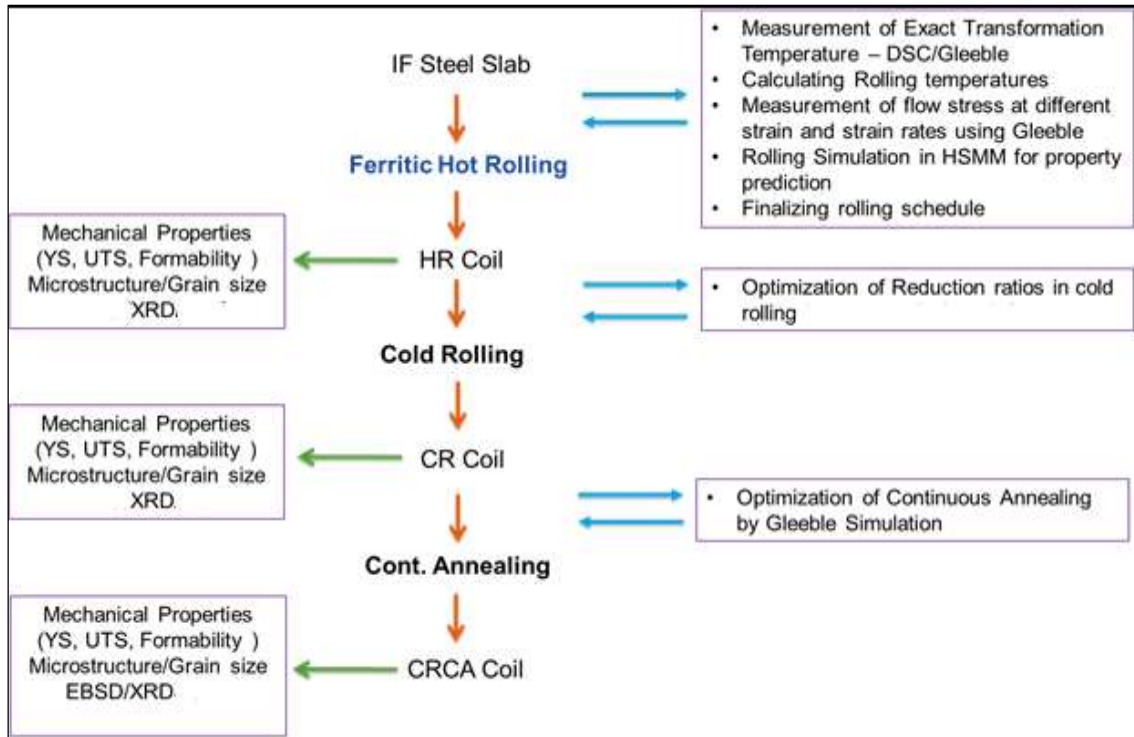 IF Steel Slab
• Measurement of Exact Transformation
Temperature – DSC/Gleeble
• Calculating Rolling temperatures
• Measurement of flow stress at different
strain and strain rates using Gleeble
• Rolling Simulation in HSMM for property
prediction
• Finalizing rolling schedule
Ferritic Hot Rolling
Mechanical Properties
(YS, UTS, Formability )
Microstructure/Grain size
XRD.
HR Coil
• Optimization of Reduction ratios in cold
rolling
Cold Rolling
Mechanical Properties
(YS, UTS, Formability )
Microstructure/Grain size
XRD
CR Coil
• Optimization of Continuous Annealing
by Gleeble Simulation
Cont. Annealing
Mechanical Properties
(YS, UTS, Formability )
Microstructure/Grain size
EBSD/XRD
CRCA Coil